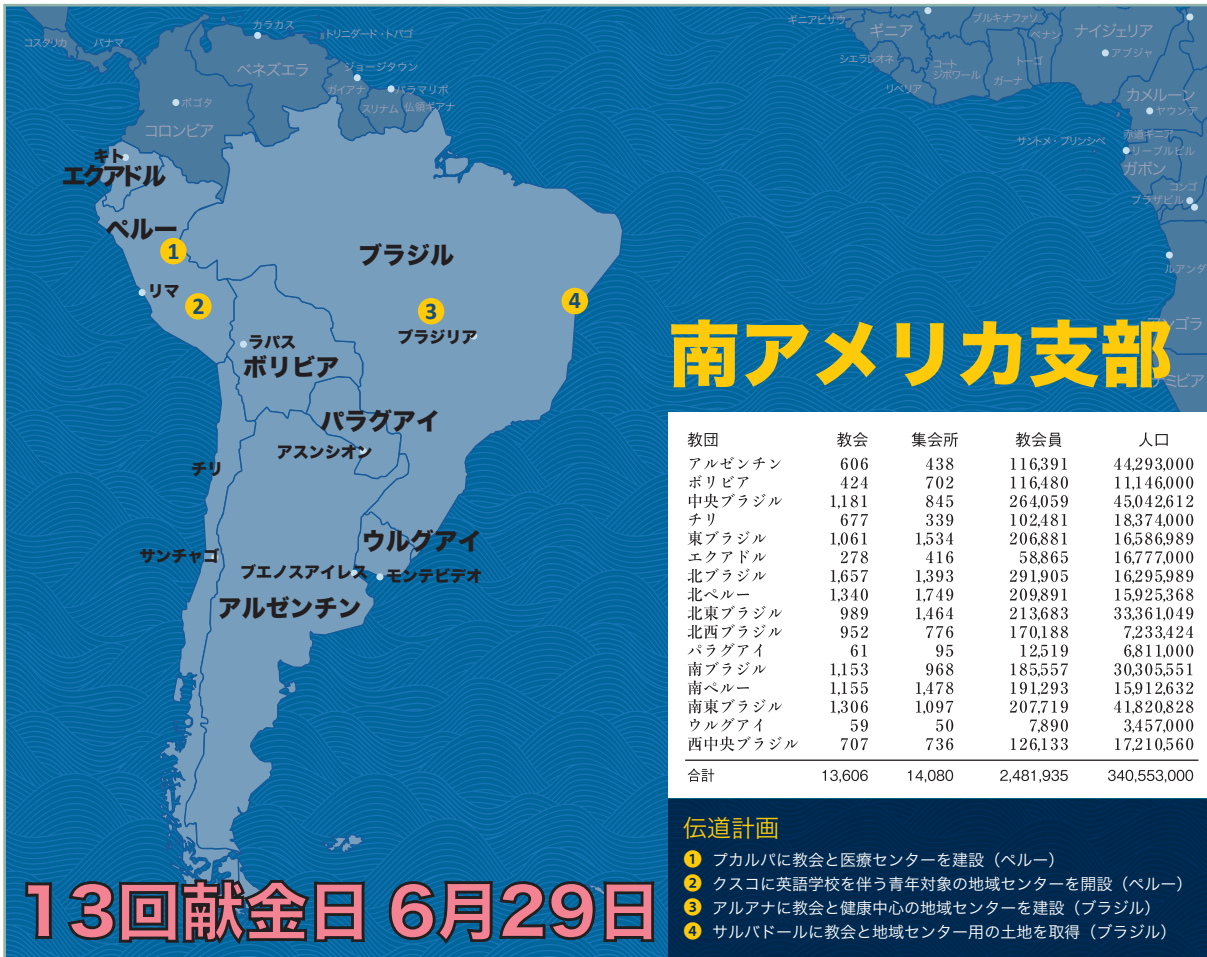 コスタリカ
パナマ
カラカス
トリニダード・トバゴ
ベネズエラ
ジョージタウン
ガイアナ
パラマリボ
スリナム
仏領ギアナ
ボゴタ
コロンビア
ギニアビサウ
ギニア
ブルキナファソ
ベナン
ナイジェリア
アブジャ
シエラレオネ
コート
ジボワール
トーゴ
ガーナ
リベリア
カメルーン
ヤウンデ
サントメ・プリンシペ
赤道ギニア
リーブルビル
ガボン
コンゴ
ブラザビル
ルアンダ
アンゴラ
ナミビア
キト
エクアドル
ペルー
1
リマ
2
ブラジル
3
4
ブラジリア
ラパス
ボリビア
パラグアイ
アスンシオン
チリ
サンチャゴ
ウルグアイ
ブエノスアイレス
モンテビデオ
アルゼンチン
南アメリカ支部
教団 教会 集会所 教会員 人口
アルゼンチン 606 438 116,391 44,293,000
ボリビア 424 702 116,480 11,146,000
中央ブラジル 1,181 845 264,059 45,042,612
チリ 677 339 102,481 18,374,000
東ブラジル 1,061 1,534 206,881 16,586,989
エクアドル 278 416 58,865 16,777,000
北ブラジル 1,657 1,393 291,905 16,295,989
北ペルー 1,340 1,749 209,891 15,925,368
北東ブラジル 989 1,464 213,683 33,361,049
北西ブラジル 952 776 170,188 7,233,424
パラグアイ 61 95 12,519 6,811,000
南ブラジル 1,153 968 185,557 30,305,551
南ペルー 1,155 1,478 191,293 15,912,632
南東ブラジル 1,306 1,097 207,719 41,820,828
ウルグアイ 59 50 7,890 3,457,000
西中央ブラジル 707 736 126,133 17,210,560
合計 13,606 14,080 2,481,935 340,553,000
伝道計画
1 プカルパに教会と医療センターを建設（ペルー）
2 クスコに英語学校を伴う青年対象の地域センターを開設（ペルー）
3 アルアナに教会と健康中心の地域センターを建設（ブラジル）
4 サルバドールに教会と地域センター用の土地を取得（ブラジル）
13回献金日 6月29日